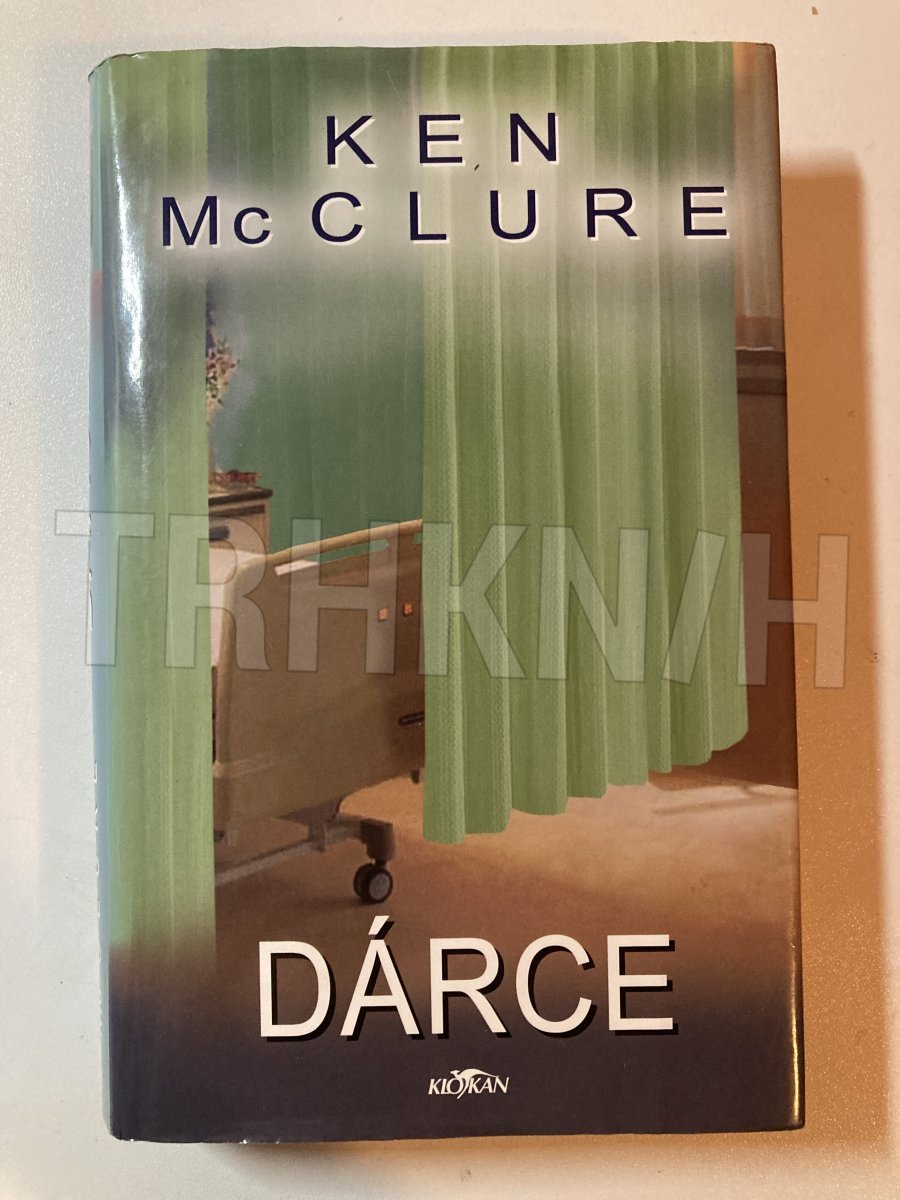 KEN
McCLURE
TRHKNIH
DÁRCE
KLOKAN